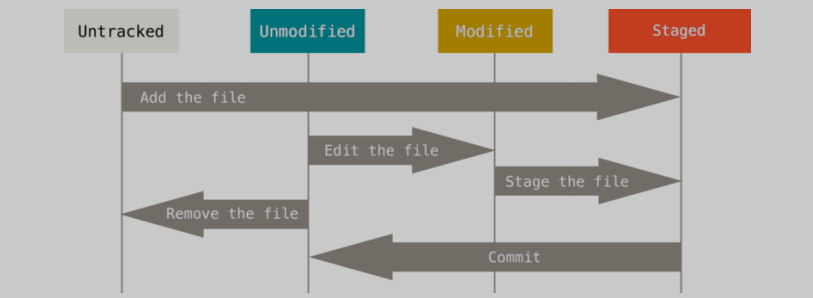 Untracked
Unmodified
Modified
Staged
Add the file
Edit the file
Stage the file
Remove the file
Commit